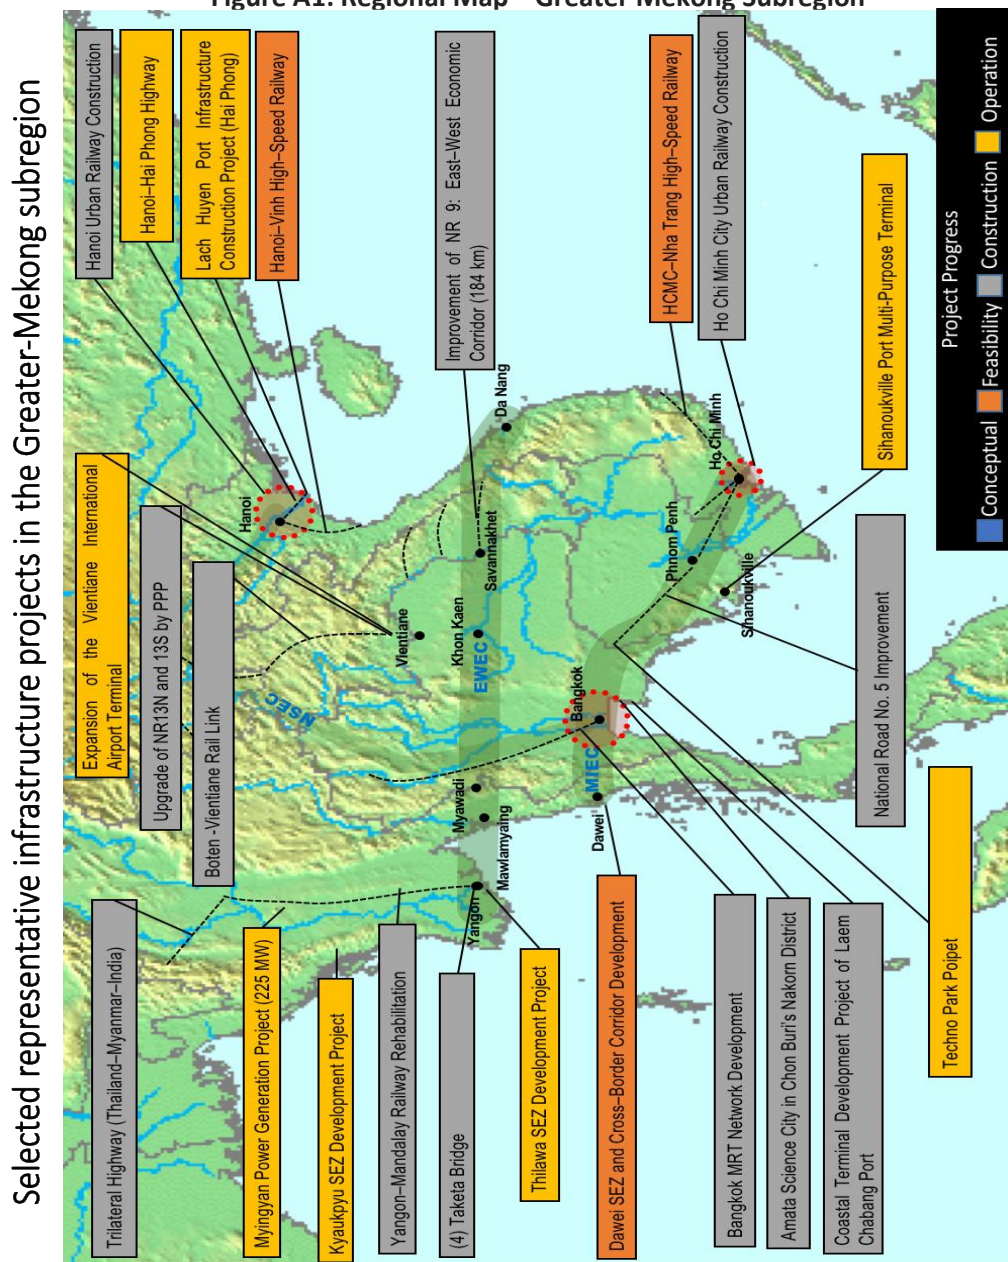 Figure A1: Regional Map – Greater Mekong Subregion
Selected representative infrastructure projects in the Greater-Mekong subregion
Trilateral Highway (Thailand–Myanmar–India)
Myingyan Power Generation Project (225 MW)
Kyaukpyu SEZ Development Project
Yangon–Mandalay Railway Rehabilitation
(4) Taketa Bridge
Thilawa SEZ Development Project
Dawei SEZ and Cross–Border Corridor Development
Bangkok MRT Network Development
Amata Science City in Chon Buri's Nakorn District
Coastal Terminal Development Project of Laem
Chabang Port
Techno Park Poipet
Expansion of the Vientiane International
Airport Terminal
Upgrade of NR13N and 13S by PPP
Boten -Vientiane Rail Link
Hanoi Urban Railway Construction
Hanoi–Hai Phong Highway
Lach Huyen Port Infrastructure
Construction Project (Hai Phong)
Hanoi–Vinh High–Speed Railway
Improvement of NR 9: East–West Economic
Corridor (184 km)
HCMC–Nha Trang High–Speed Railway
Ho Chi Minh City Urban Railway Construction
Sihanoukville Port Multi-Purpose Terminal
National Road No. 5 Improvement
Hanoi
Vientiane
NSEC
Khon Kaen
EWEC
Savannakhet
Da Nang
Yangon
Mawlamyaing
Myawadi
Dawei
MIEC
Bangkok
Phnom Penh
Ho Chi Minh
Sihanoukville
Project Progress
Conceptual
Feasibility
Construction
Operation